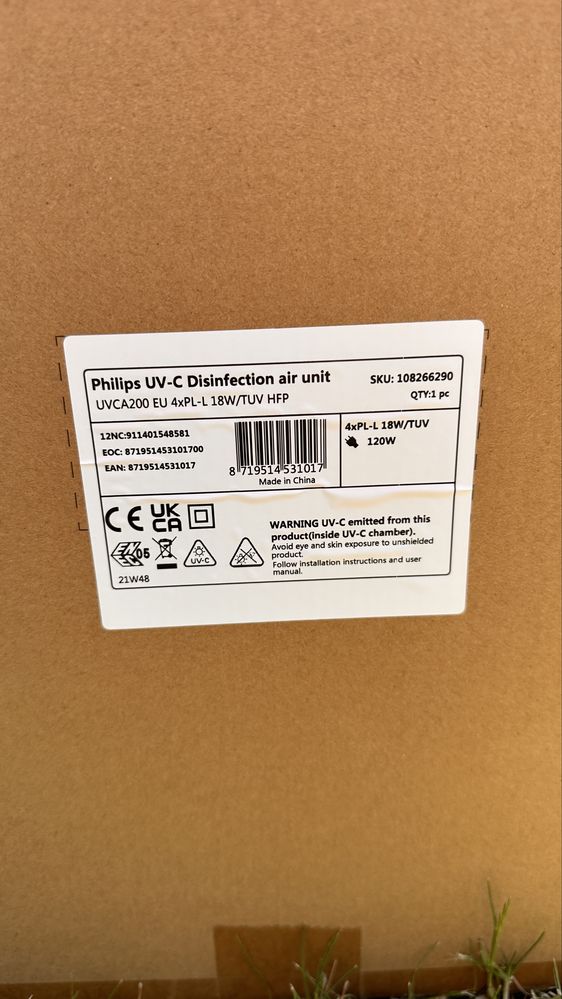 Philips UV-C Disinfection air unit
UVCA200 EU 4xPL-L 18W/TUV HFP
SKU: 108266290
QTY:1 pc
12NC:911401548581
EOC: 871951453101700
EAN: 8719514531017
8 719514 531017
Made in China
4xPL-L 18W/TUV
120W
CE UK
CA
05
UV-C
21W48
WARNING UV-C emitted from this
product(inside UV-C chamber).
Avoid eye and skin exposure to unshielded
product.
Follow installation instructions and user
manual.